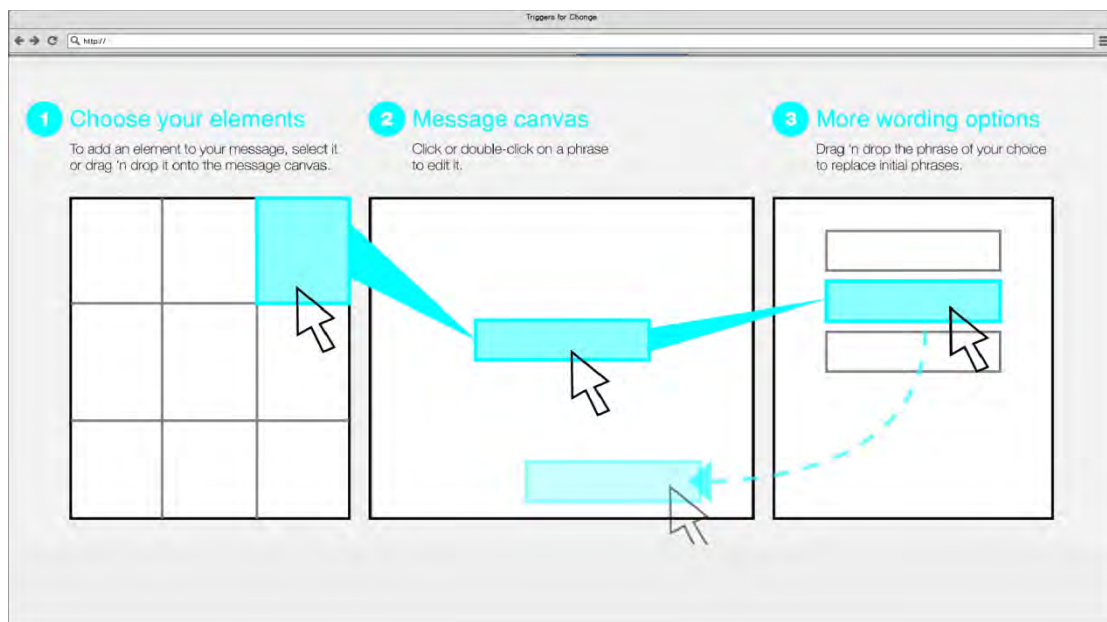 Triggers for Change
http://
1 Choose your elements
To add an element to your message, select it
or drag 'n drop it onto the message canvas.
2 Message canvas
Click or double-click on a phrase
to edit it.
3 More wording options
Drag 'n drop the phrase of your choice
to replace initial phrases.